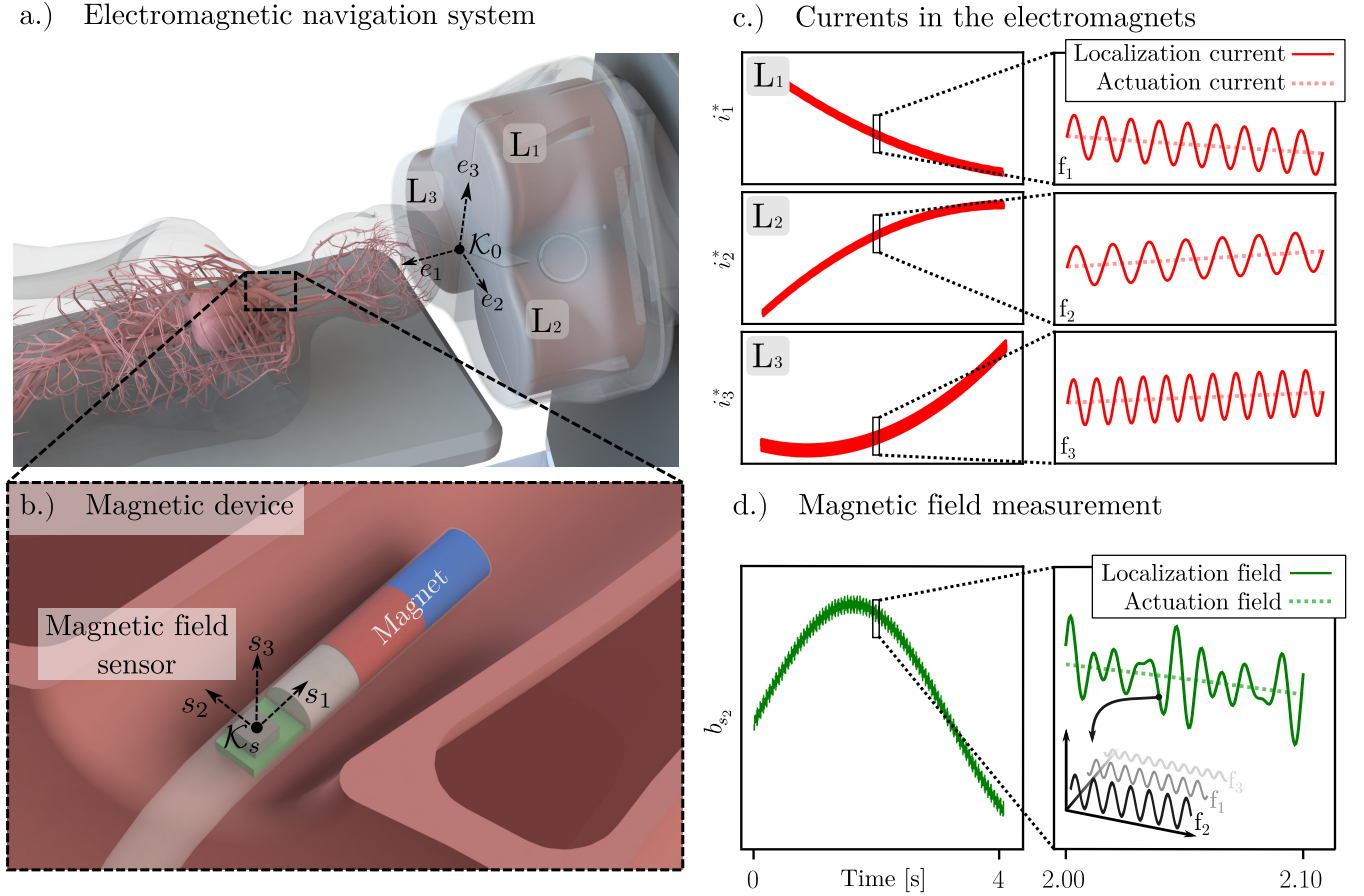 a.) Electromagnetic navigation system
L₁
L₃
e₃
𝒦₀
e₁
e₂
L₂
b.) Magnetic device
Magnet
Magnetic field
sensor
s₃
s₂
s₁
𝒦ₛ
c.) Currents in the electromagnets
i₁*
L₁
Localization current
Actuation current
f₁
i₂*
L₂
f₂
i₃*
L₃
f₃
d.) Magnetic field measurement
b_{s₂}
Localization field
Actuation field
f₃
f₁
f₂
0 Time [s] 4 2.00 2.10